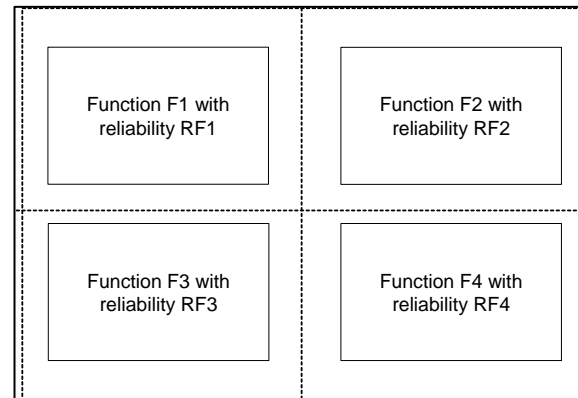 Function F1 with
reliability RF1
Function F2 with
reliability RF2
Function F3 with
reliability RF3
Function F4 with
reliability RF4